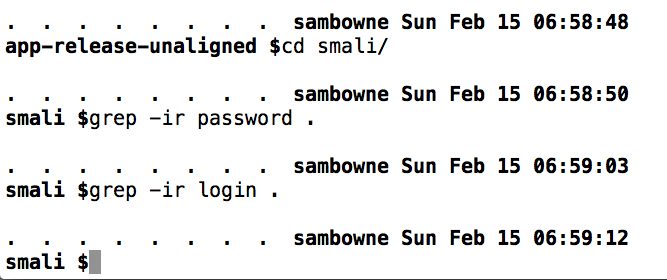 . . . . . . . . . sambowne Sun Feb 15 06:58:48
app-release-unaligned $cd smali/
. . . . . . . . . sambowne Sun Feb 15 06:58:50
smali $grep -ir password .
. . . . . . . . . sambowne Sun Feb 15 06:59:03
smali $grep -ir login .
. . . . . . . . . sambowne Sun Feb 15 06:59:12
smali $